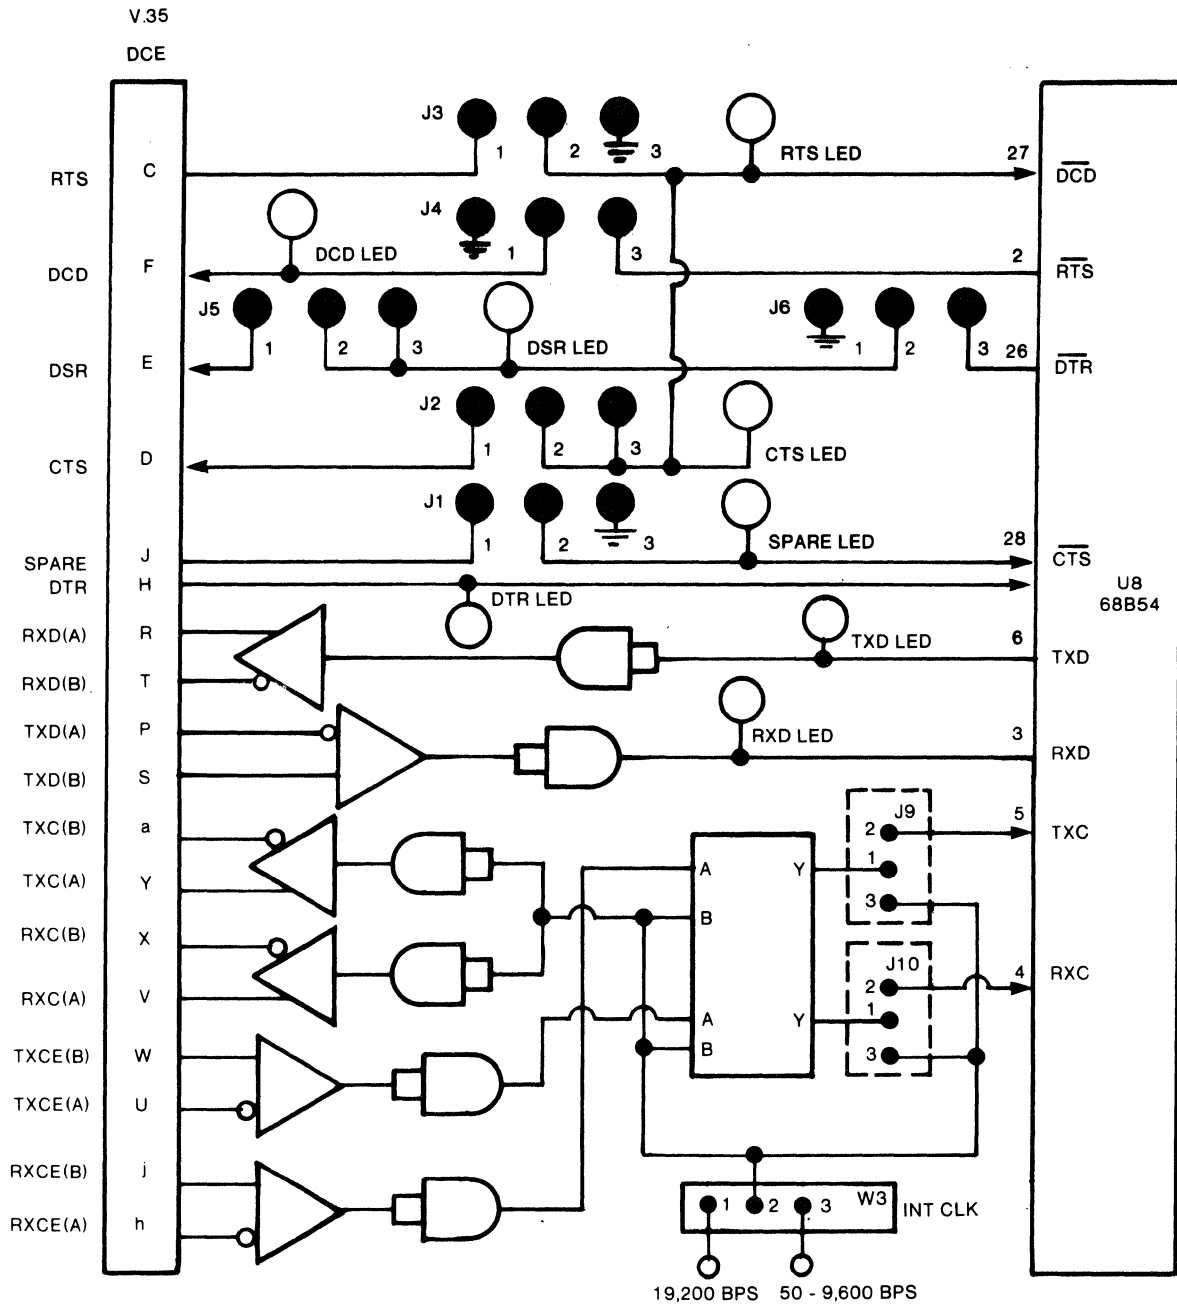 V.35
DCE
J3 1 2 3 RTS LED 27
RTS C DCD
J4 1 3 2
DCD LED
DCD F RTS
J5 1 2 3 DSR LED J6 1 2 3 26
DSR E DTR
J2 1 2 3 CTS LED
CTS D
J1 1 2 3 SPARE LED 28
SPARE J CTS
DTR H DTR LED
U8
68B54
RXD(A) R TXD LED 6
TXD
RXD(B) T
TXD(A) P RXD LED 3
RXD
TXD(B) S
TXC(B) a J9 2 5 TXC
A Y 1
TXC(A) Y
3
B
RXC(B) X
J10
RXC(A) V 2 4 RXC
A Y 1
B 3
TXCE(B) W
TXCE(A) U
RXCE(B) j
1 2 3 W3 INT CLK
RXCE(A) h
19,200 BPS 50 - 9,600 BPS